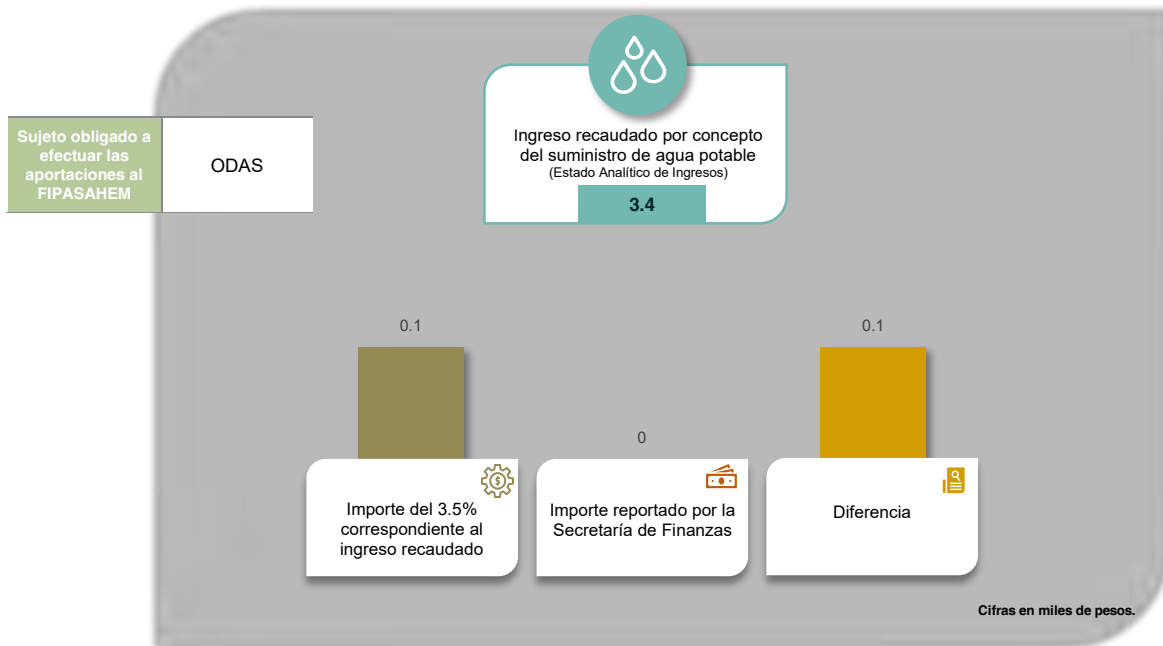 Sujeto obligado a
efectuar las
aportaciones al
FIPASAHEM
ODAS
Ingreso recaudado por concepto
del suministro de agua potable
(Estado Analítico de Ingresos)
3.4
0.1
0
0.1
Importe del 3.5%
correspondiente al
ingreso recaudado
Importe reportado por la
Secretaría de Finanzas
Diferencia
Cifras en miles de pesos.